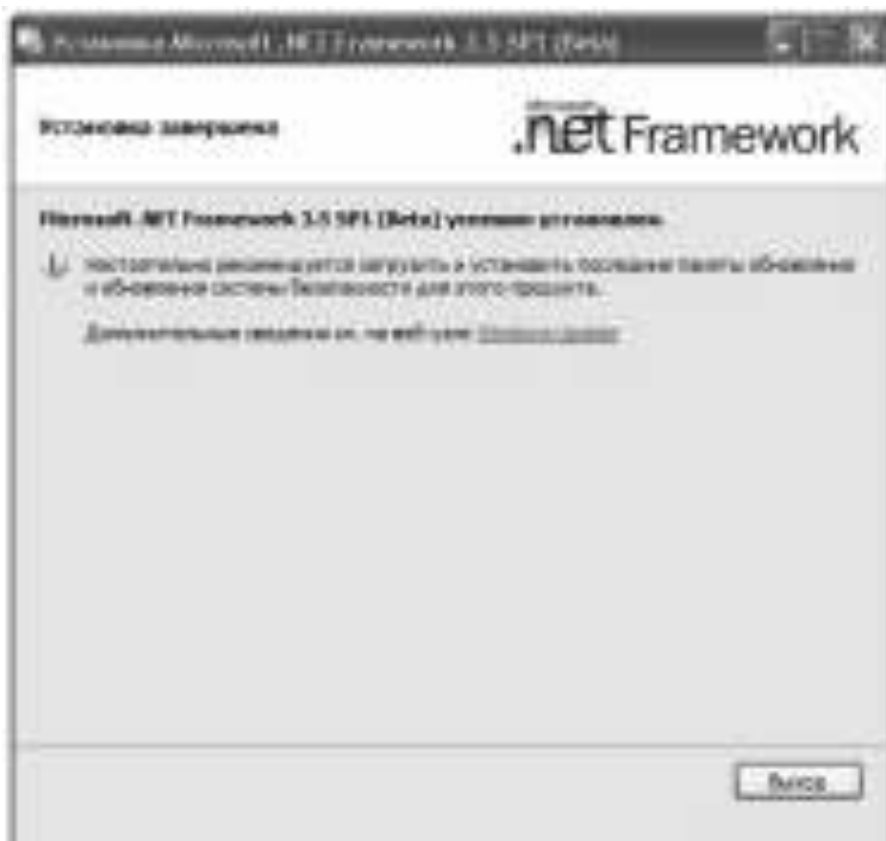 Установка Microsoft .NET Framework 3.5 SP1 (Beta)
Установка завершена
Microsoft
.net Framework
Microsoft .NET Framework 3.5 SP1 (Beta) успешно установлен.
Настоятельно рекомендуется загрузить и установить последние пакеты обновления
и обновления системы безопасности для этого продукта.
Дополнительные сведения см. на веб-узле
Выход